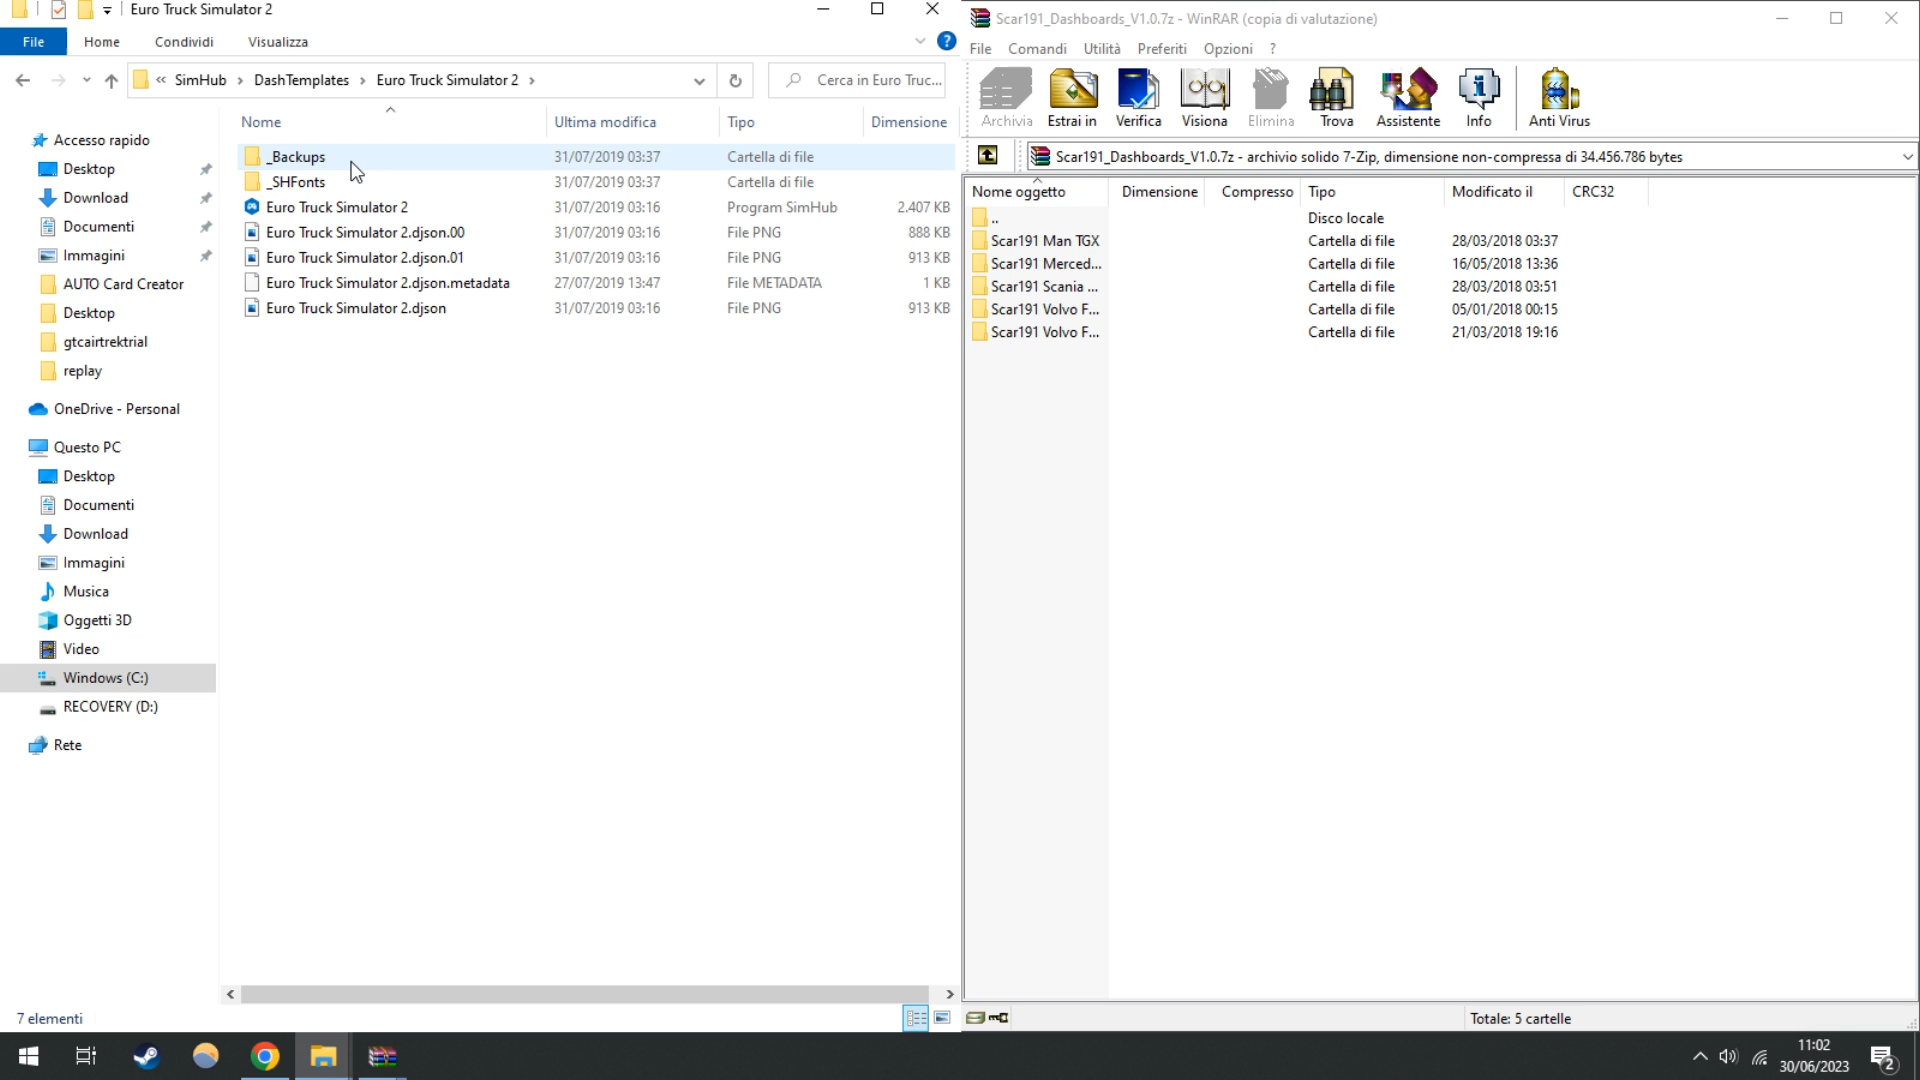 Euro Truck Simulator 2
File Home Condividi Visualizza
« SimHub › DashTemplates › Euro Truck Simulator 2 ›
Cerca in Euro Truc...
Nome Ultima modifica Tipo Dimensione
_Backups 31/07/2019 03:37 Cartella di file
_SHFonts 31/07/2019 03:37 Cartella di file
Euro Truck Simulator 2 31/07/2019 03:16 Program SimHub 2.407 KB
Euro Truck Simulator 2.djson.00 31/07/2019 03:16 File PNG 888 KB
Euro Truck Simulator 2.djson.01 31/07/2019 03:16 File PNG 913 KB
Euro Truck Simulator 2.djson.metadata 27/07/2019 13:47 File METADATA 1 KB
Euro Truck Simulator 2.djson 31/07/2019 03:16 File PNG 913 KB
Accesso rapido
Desktop
Download
Documenti
Immagini
AUTO Card Creator
Desktop
gtcairtrektrial
replay
OneDrive - Personal
Questo PC
Desktop
Documenti
Download
Immagini
Musica
Oggetti 3D
Video
Windows (C:)
RECOVERY (D:)
Rete
7 elementi
Scar191_Dashboards_V1.0.7z - WinRAR (copia di valutazione)
File Comandi Utilità Preferiti Opzioni ?
Archivia Estrai in Verifica Visiona Elimina Trova Assistente Info Anti Virus
Scar191_Dashboards_V1.0.7z - archivio solido 7-Zip, dimensione non-compressa di 34.456.786 bytes
Nome oggetto Dimensione Compresso Tipo Modificato il CRC32
.. Disco locale
Scar191 Man TGX Cartella di file 28/03/2018 03:37
Scar191 Merced... Cartella di file 16/05/2018 13:36
Scar191 Scania ... Cartella di file 28/03/2018 03:51
Scar191 Volvo F... Cartella di file 05/01/2018 00:15
Scar191 Volvo F... Cartella di file 21/03/2018 19:16
Totale: 5 cartelle
11:02
30/06/2023
2